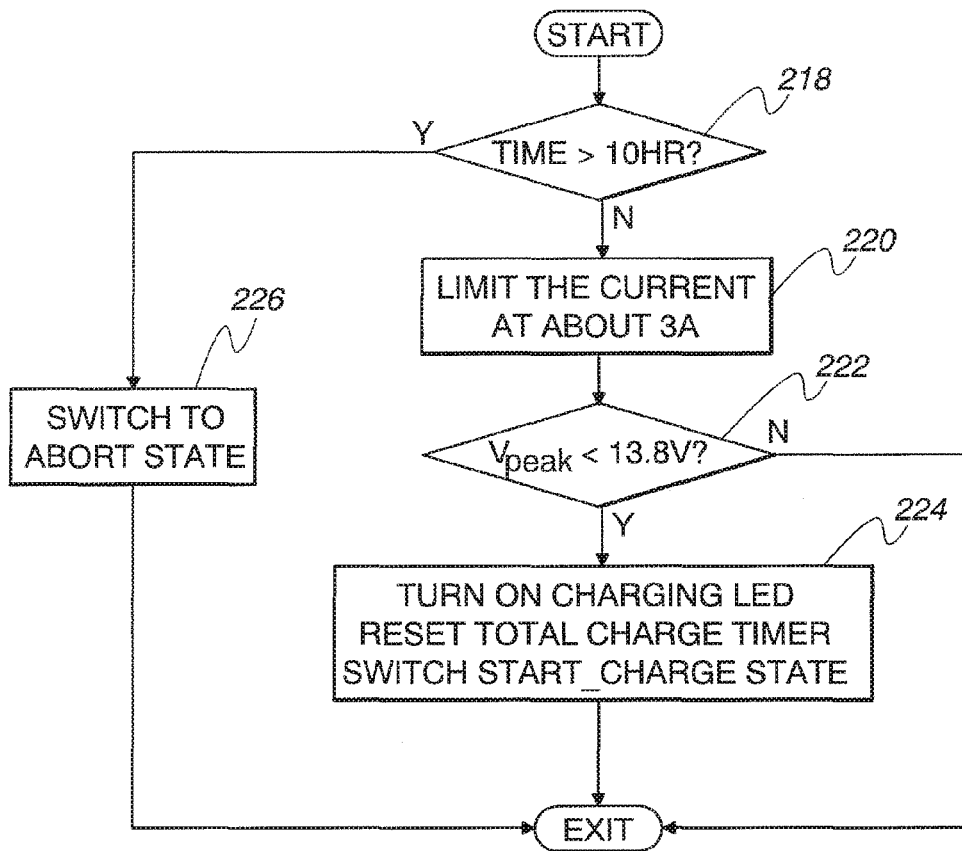 START
218
Y
TIME > 10HR?
N
220
LIMIT THE CURRENT
AT ABOUT 3A
226
222
SWITCH TO
ABORT STATE
Vpeak < 13.8V?
N
Y
224
TURN ON CHARGING LED
RESET TOTAL CHARGE TIMER
SWITCH START_CHARGE STATE
EXIT